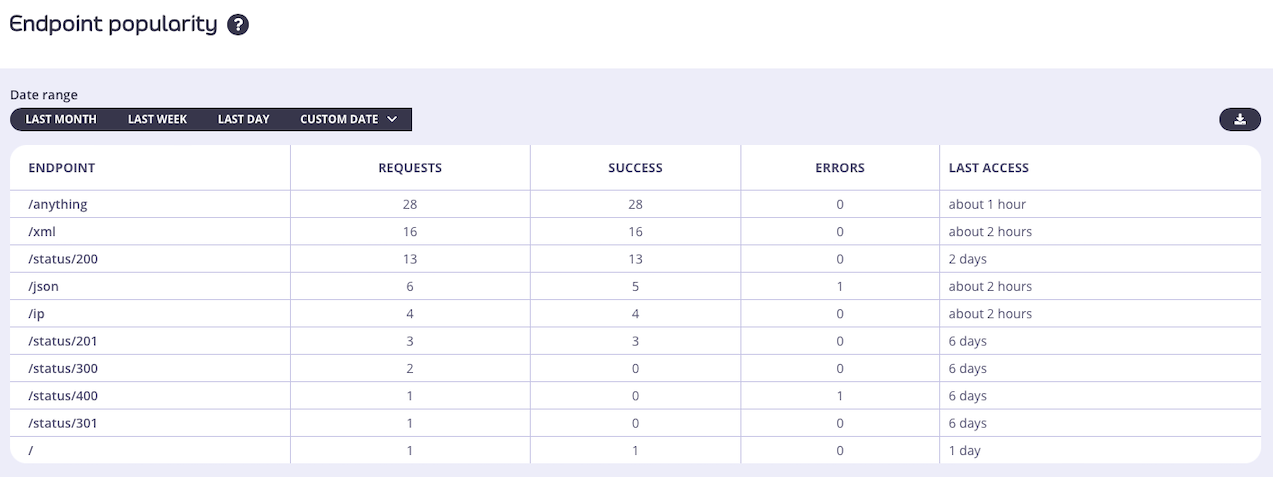 Endpoint popularity ?
Date range
LAST MONTH LAST WEEK LAST DAY CUSTOM DATE
ENDPOINT REQUESTS SUCCESS ERRORS LAST ACCESS
/anything 28 28 0 about 1 hour
/xml 16 16 0 about 2 hours
/status/200 13 13 0 2 days
/json 6 5 1 about 2 hours
/ip 4 4 0 about 2 hours
/status/201 3 3 0 6 days
/status/300 2 0 0 6 days
/status/400 1 0 1 6 days
/status/301 1 0 0 6 days
/ 1 1 0 1 day